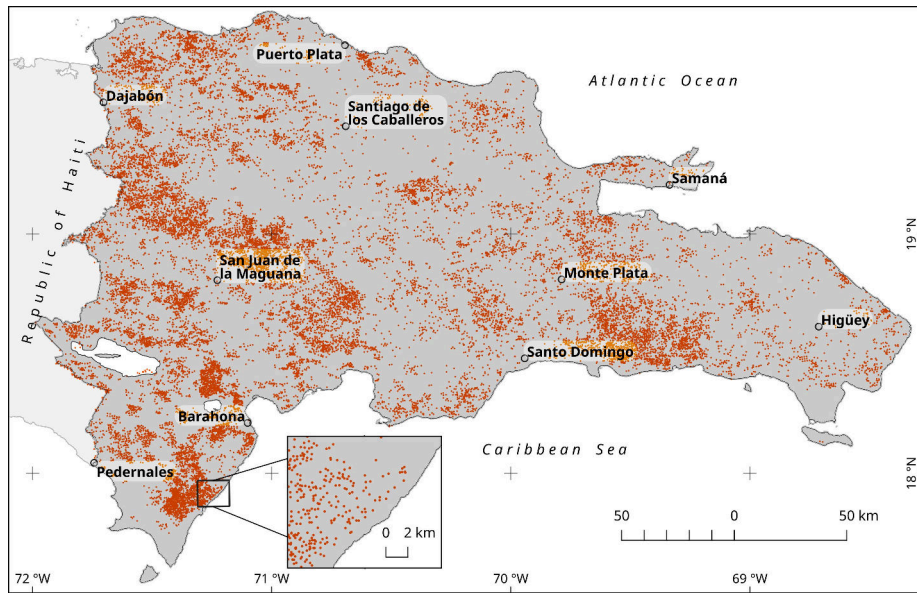 Puerto Plata
Atlantic Ocean
Dajabón
Santiago de
los Caballeros
Republic of Haiti
Samaná
19 °N
San Juan de
la Maguana
Monte Plata
Higüey
Santo Domingo
Barahona
Caribbean Sea
Pedernales
18 °N
0 2 km
50 0 50 km
72 °W 71 °W 70 °W 69 °W